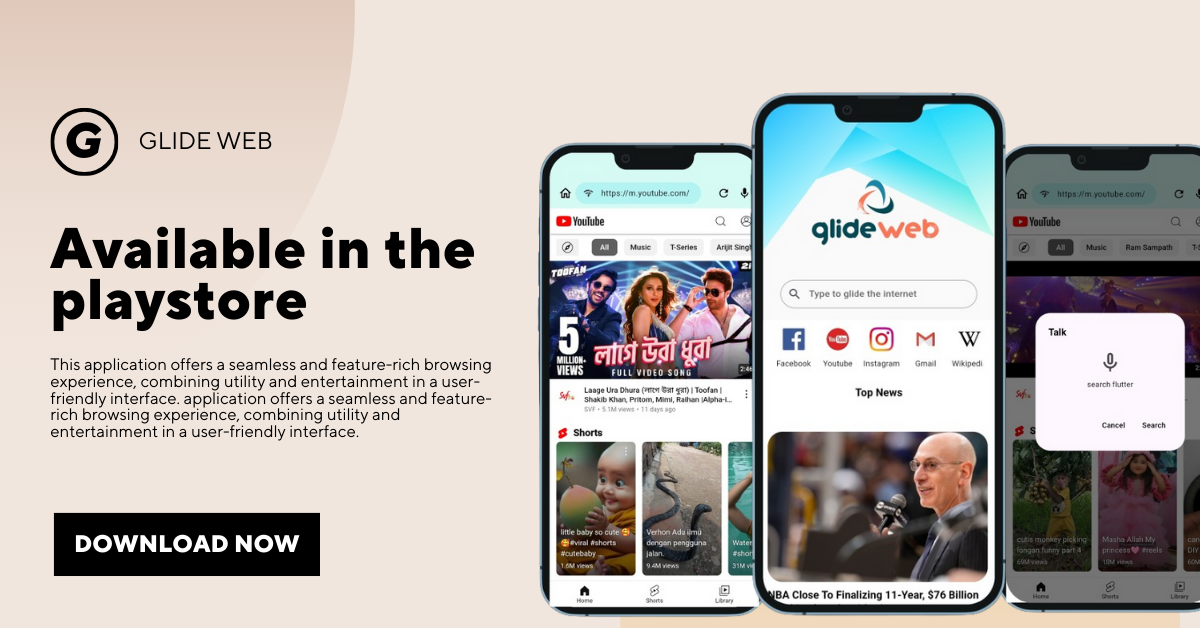 G
GLIDE WEB
Available in the
playstore
This application offers a seamless and feature-rich browsing
experience, combining utility and entertainment in a user-
friendly interface. application offers a seamless and feature-
rich browsing experience, combining utility and
entertainment in a user-friendly interface.
DOWNLOAD NOW
https://m.youtube.com/
YouTube
All Music T-Series Arijit Singh
TOOFAN
5
MILLION+
VIEWS
লাগে উরা ধুরা
FULL VIDEO SONG
2:46
Laage Ura Dhura (লাগে উরা ধুরা) | Toofan |
Shakib Khan, Pritom, Mimi, Raihan |Alpha-i...
SVF • 5.1M views • 11 days ago
Shorts
little baby so cute 🥰
🥰#viral #shorts
#cutebaby
1.6M views
Verhon Adu ilmu
dengan pengguna
jalan.
9.4M views
Water
#shor
31M vi
Home Shorts Library
glideweb
Type to glide the internet
Facebook Youtube Instagram Gmail Wikipedi
Top News
NBA Close To Finalizing 11-Year, $76 Billion
https://m.youtube.com/
YouTube
All Music Ram Sampath
Talk
search flutter
Cancel Search
S
cubs monkey picking
longan funny part 4
69M views
Masha Allah My
princess💗 #reels
18M views
DIY
60M
Home Shorts Library